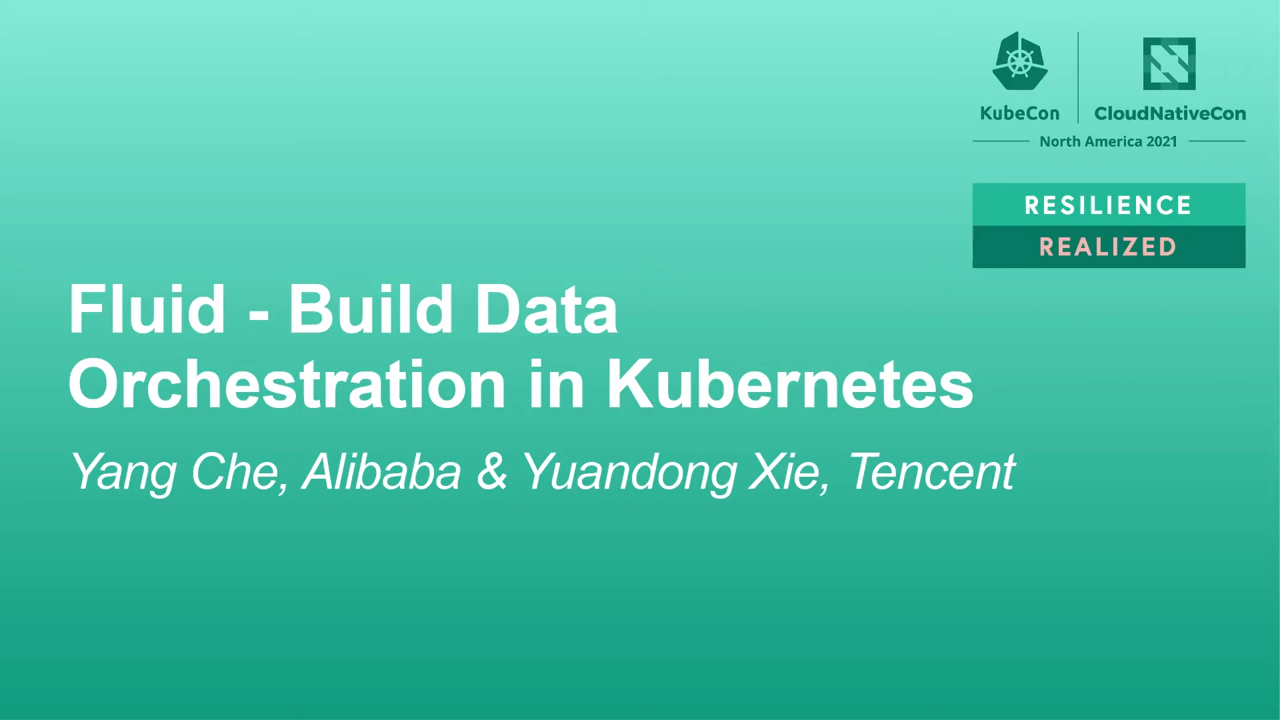 KubeCon
CloudNativeCon
North America 2021
RESILIENCE
REALIZED
Fluid - Build Data
Orchestration in Kubernetes
Yang Che, Alibaba & Yuandong Xie, Tencent